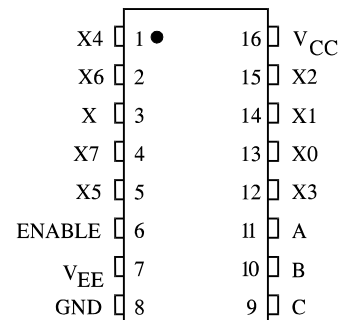 X4 1 16 VCC
X6 2 15 X2
X 3 14 X1
X7 4 13 X0
X5 5 12 X3
ENABLE 6 11 A
VEE 7 10 B
GND 8 9 C